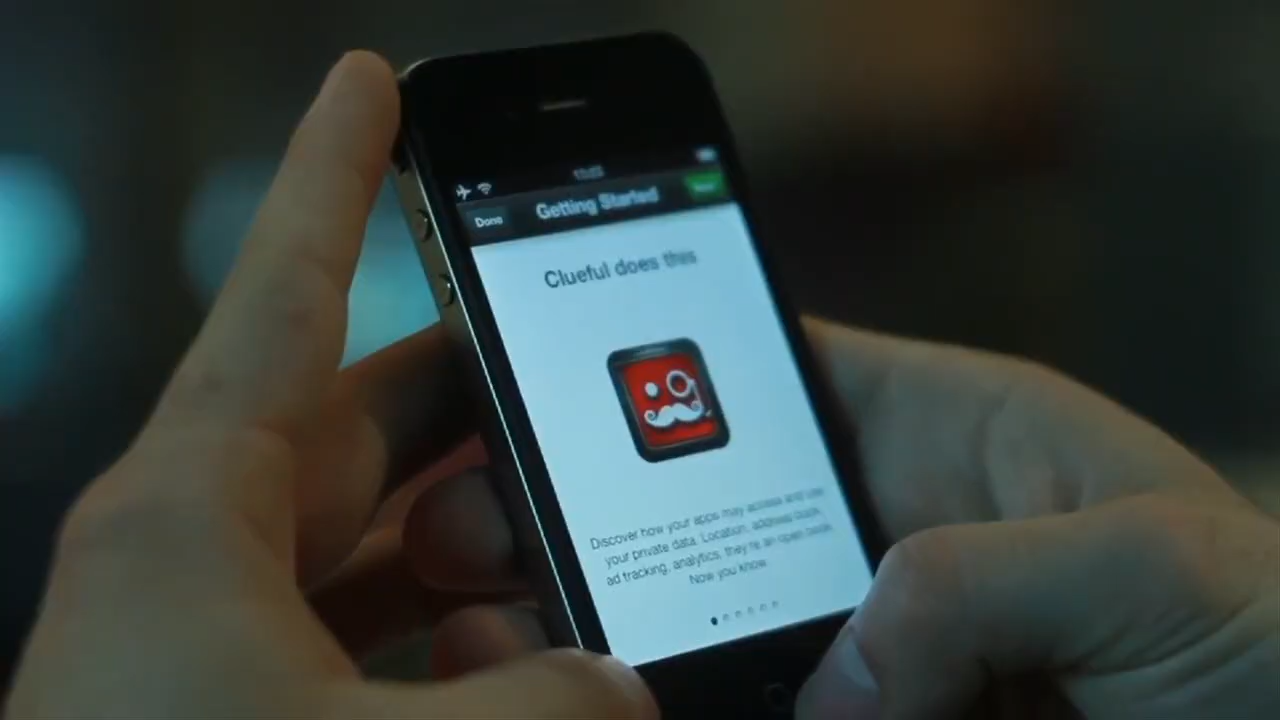 Done
Getting Started
Clueful does this
Discover how your apps may access and use
your private data. Location, address book,
ad tracking, analytics, they're an open book.
Now you know.